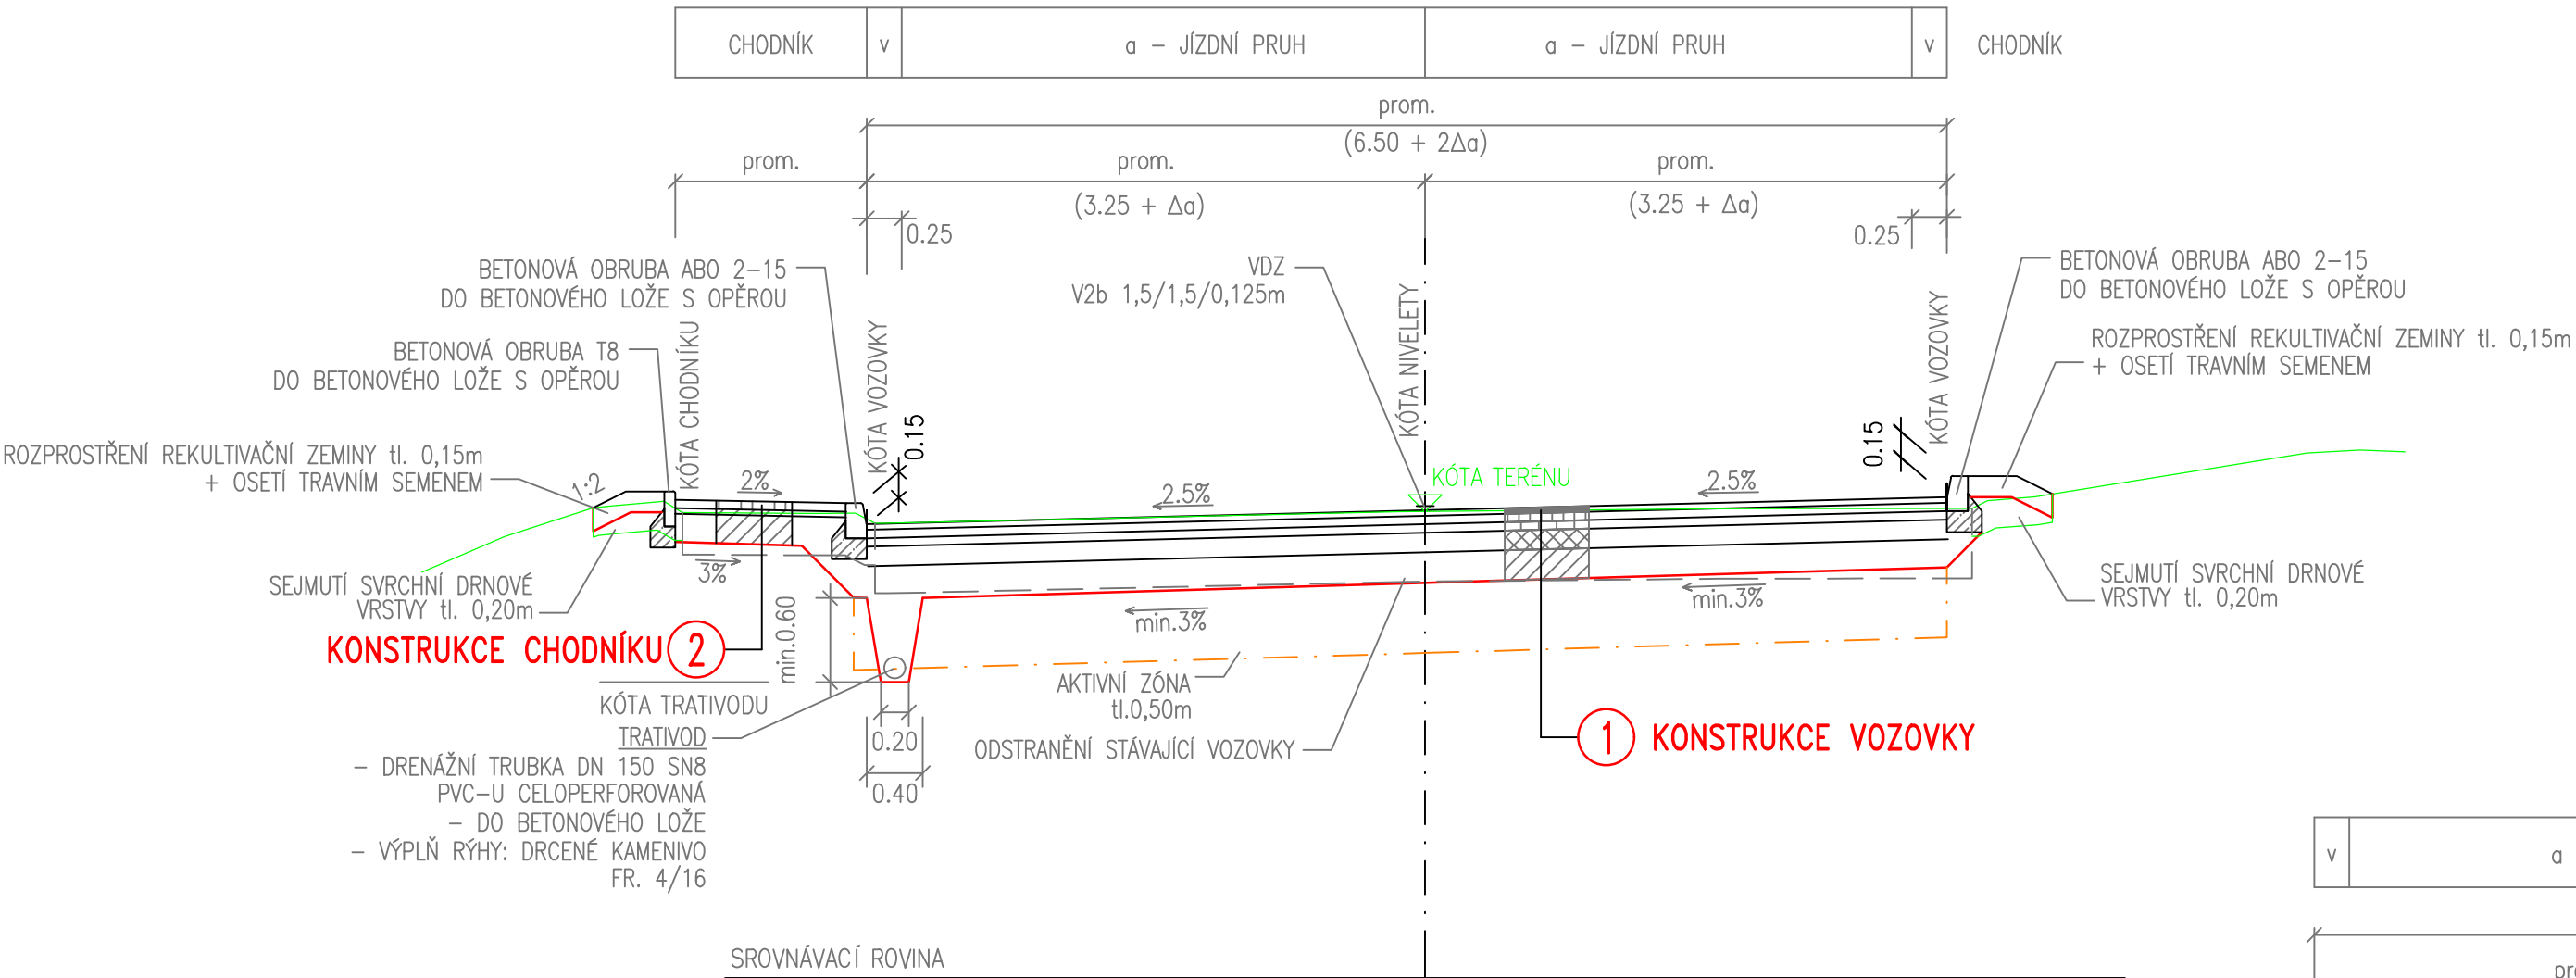 CHODNÍK v a - JÍZDNÍ PRUH a - JÍZDNÍ PRUH v CHODNÍK
prom.
(6.50 + 2Δa)
prom. prom. prom.
(3.25 + Δa) (3.25 + Δa)
0.25 0.25
BETONOVÁ OBRUBA ABO 2-15
DO BETONOVÉHO LOŽE S OPĚROU
VDZ
V2b 1,5/1,5/0,125m
BETONOVÁ OBRUBA ABO 2-15
DO BETONOVÉHO LOŽE S OPĚROU
BETONOVÁ OBRUBA T8
DO BETONOVÉHO LOŽE S OPĚROU
KÓTA CHODNÍKU
KÓTA VOZOVKY
0.15
KÓTA NIVELETY
0.15
KÓTA VOZOVKY
ROZPROSTŘENÍ REKULTIVAČNÍ ZEMINY tl. 0,15m
+ OSETÍ TRAVNÍM SEMENEM
ROZPROSTŘENÍ REKULTIVAČNÍ ZEMINY tl. 0,15m
+ OSETÍ TRAVNÍM SEMENEM
1:2
2%
2.5%
KÓTA TERÉNU
2.5%
3%
min.3%
min.3%
SEJMUTÍ SVRCHNÍ DRNOVÉ
VRSTVY tl. 0,20m
SEJMUTÍ SVRCHNÍ DRNOVÉ
VRSTVY tl. 0,20m
KONSTRUKCE CHODNÍKU 2
min.0.60
KÓTA TRATIVODU
AKTIVNÍ ZÓNA
tl.0,50m
ODSTRANĚNÍ STÁVAJÍCÍ VOZOVKY
1 KONSTRUKCE VOZOVKY
0.20
0.40
TRATIVOD
- DRENÁŽNÍ TRUBKA DN 150 SN8
PVC-U CELOPERFOROVANÁ
- DO BETONOVÉHO LOŽE
- VÝPLŇ RÝHY: DRCENÉ KAMENIVO
FR. 4/16
v a
SROVNÁVACÍ ROVINA